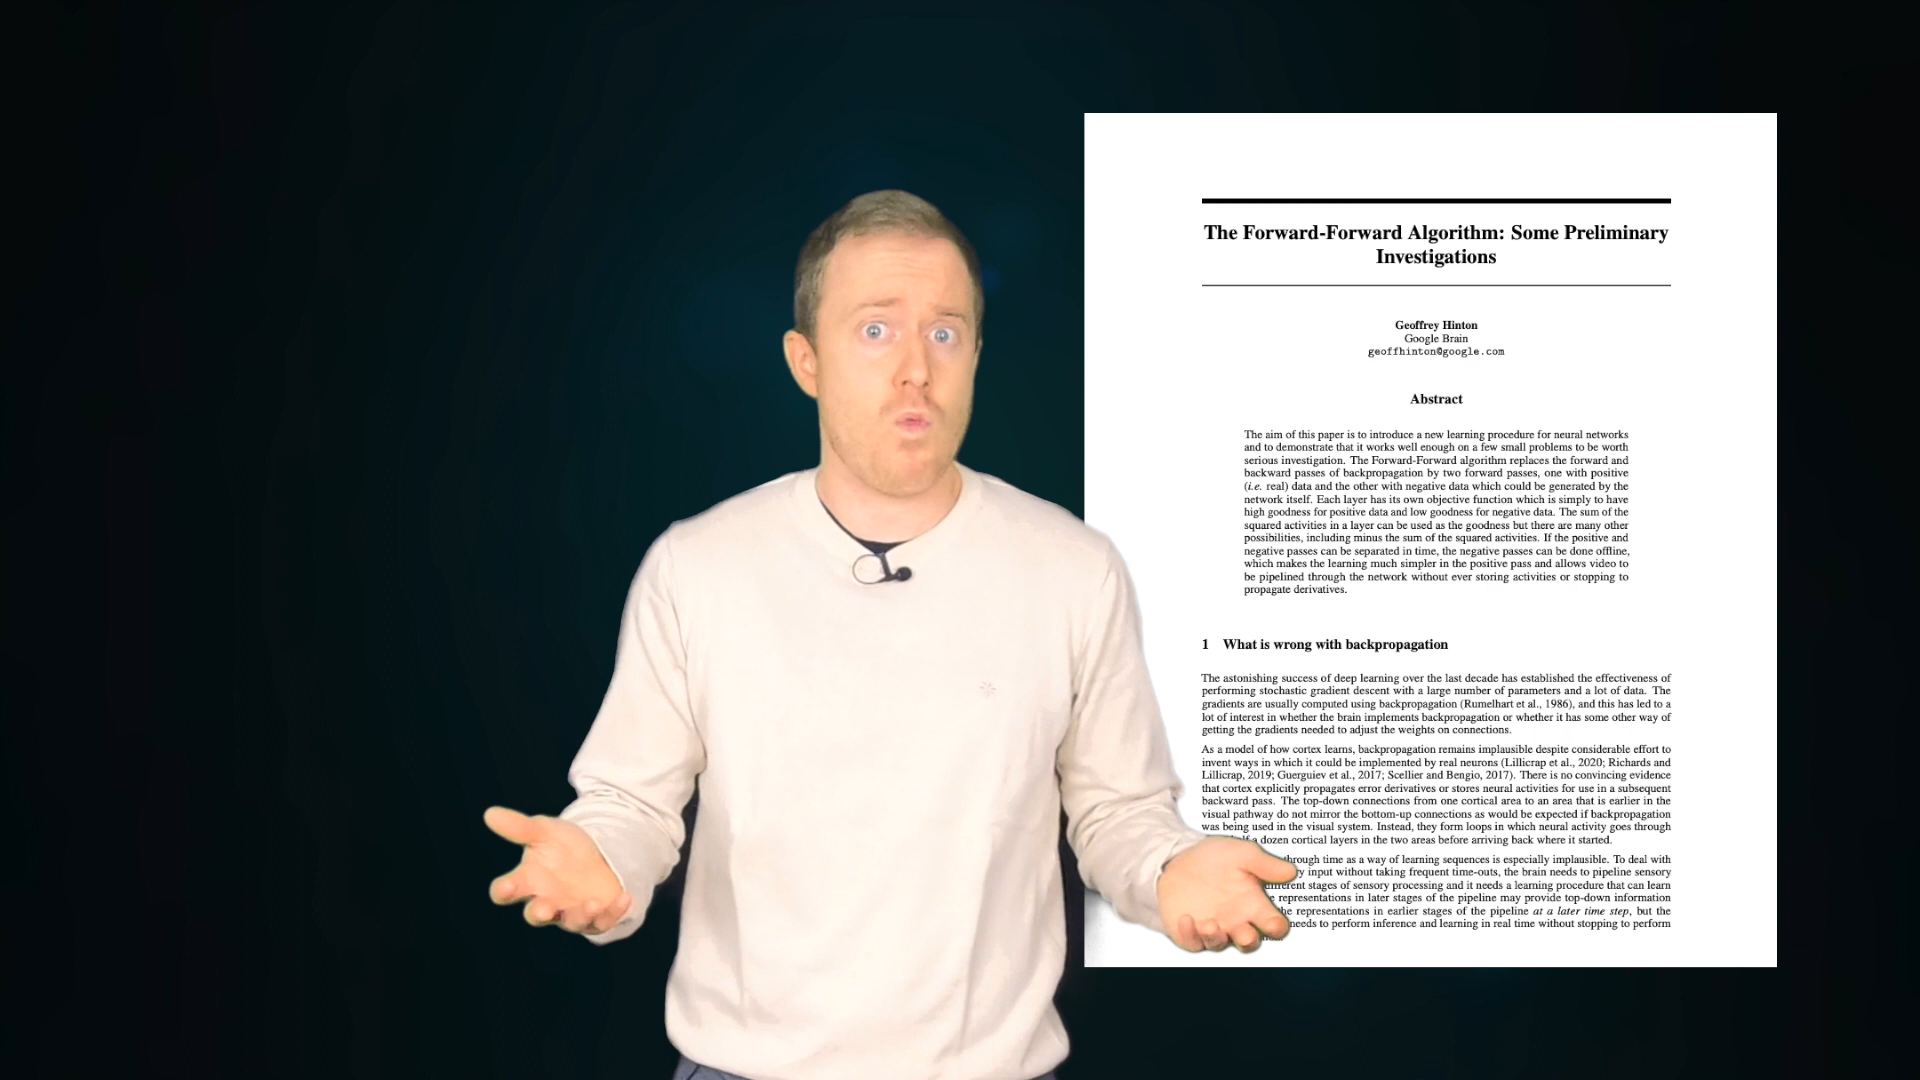 The Forward-Forward Algorithm: Some Preliminary
Investigations
Geoffrey Hinton
Google Brain
geoffhinton@google.com
Abstract
The aim of this paper is to introduce a new learning procedure for neural networks
and to demonstrate that it works well enough on a few small problems to be worth
serious investigation. The Forward-Forward algorithm replaces the forward and
backward passes of backpropagation by two forward passes, one with positive
(i.e. real) data and the other with negative data which could be generated by the
network itself. Each layer has its own objective function which is simply to have
high goodness for positive data and low goodness for negative data. The sum of the
squared activities in a layer can be used as the goodness but there are many other
possibilities, including minus the sum of the squared activities. If the positive and
negative passes can be separated in time, the negative passes can be done offline,
which makes the learning much simpler in the positive pass and allows video to
be pipelined through the network without ever storing activities or stopping to
propagate derivatives.
1 What is wrong with backpropagation
The astonishing success of deep learning over the last decade has established the effectiveness of
performing stochastic gradient descent with a large number of parameters and a lot of data. The
gradients are usually computed using backpropagation (Rumelhart et al., 1986), and this has led to a
lot of interest in whether the brain implements backpropagation or whether it has some other way of
getting the gradients needed to adjust the weights on connections.
As a model of how cortex learns, backpropagation remains implausible despite considerable effort to
invent ways in which it could be implemented by real neurons (Lillicrap et al., 2020; Richards and
Lillicrap, 2019; Guerguiev et al., 2017; Scellier and Bengio, 2017). There is no convincing evidence
that cortex explicitly propagates error derivatives or stores neural activities for use in a subsequent
backward pass. The top-down connections from one cortical area to an area that is earlier in the
visual pathway do not mirror the bottom-up connections as would be expected if backpropagation
was being used in the visual system. Instead, they form loops in which neural activity goes through
a dozen cortical layers in the two areas before arriving back where it started.
through time as a way of learning sequences is especially implausible. To deal with
input without taking frequent time-outs, the brain needs to pipeline sensory
different stages of sensory processing and it needs a learning procedure that can learn
representations in later stages of the pipeline may provide top-down information
representations in earlier stages of the pipeline at a later time step, but the
needs to perform inference and learning in real time without stopping to perform